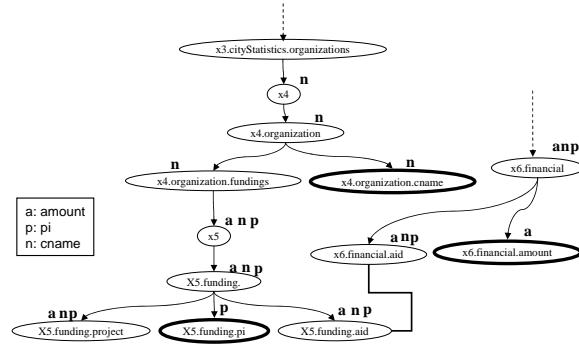 x3.cityStatistics.organizations
n
x4
n
x4.organization
n
n
anp
x4.organization.fundings
x4.organization.cname
x6.financial
a: amount
p: pi
n: cname
a n p
x5
anp
a
x6.financial.aid
x6.financial.amount
a n p
X5.funding.
a n p
p
a n p
X5.funding.project
X5.funding.pi
X5.funding.aid